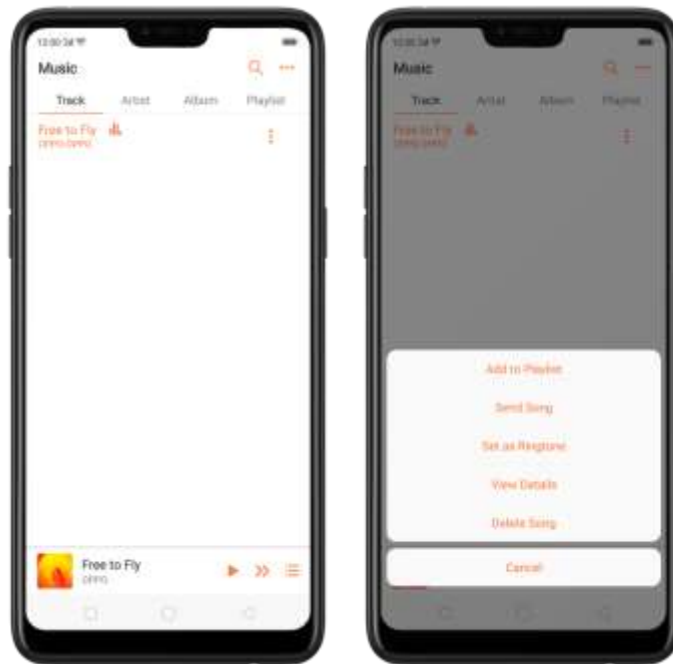 Music
Track Artist Album Playlist
Free to Fly
Free to Fly
OPPO
Music
Track Artist Album Playlist
Free to Fly
Add to Playlist
Send Song
Set as Ringtone
View Details
Delete Song
Cancel